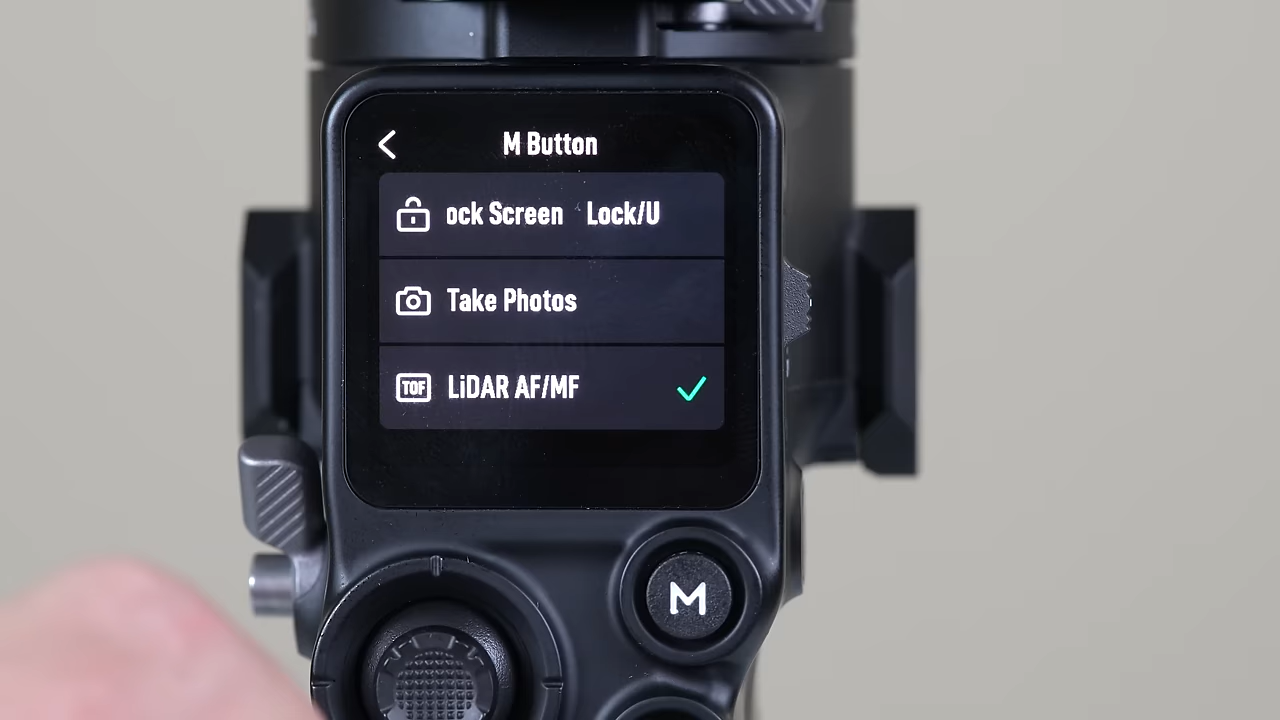 M Button
ock Screen Lock/U
Take Photos
TOF LiDAR AF/MF
M